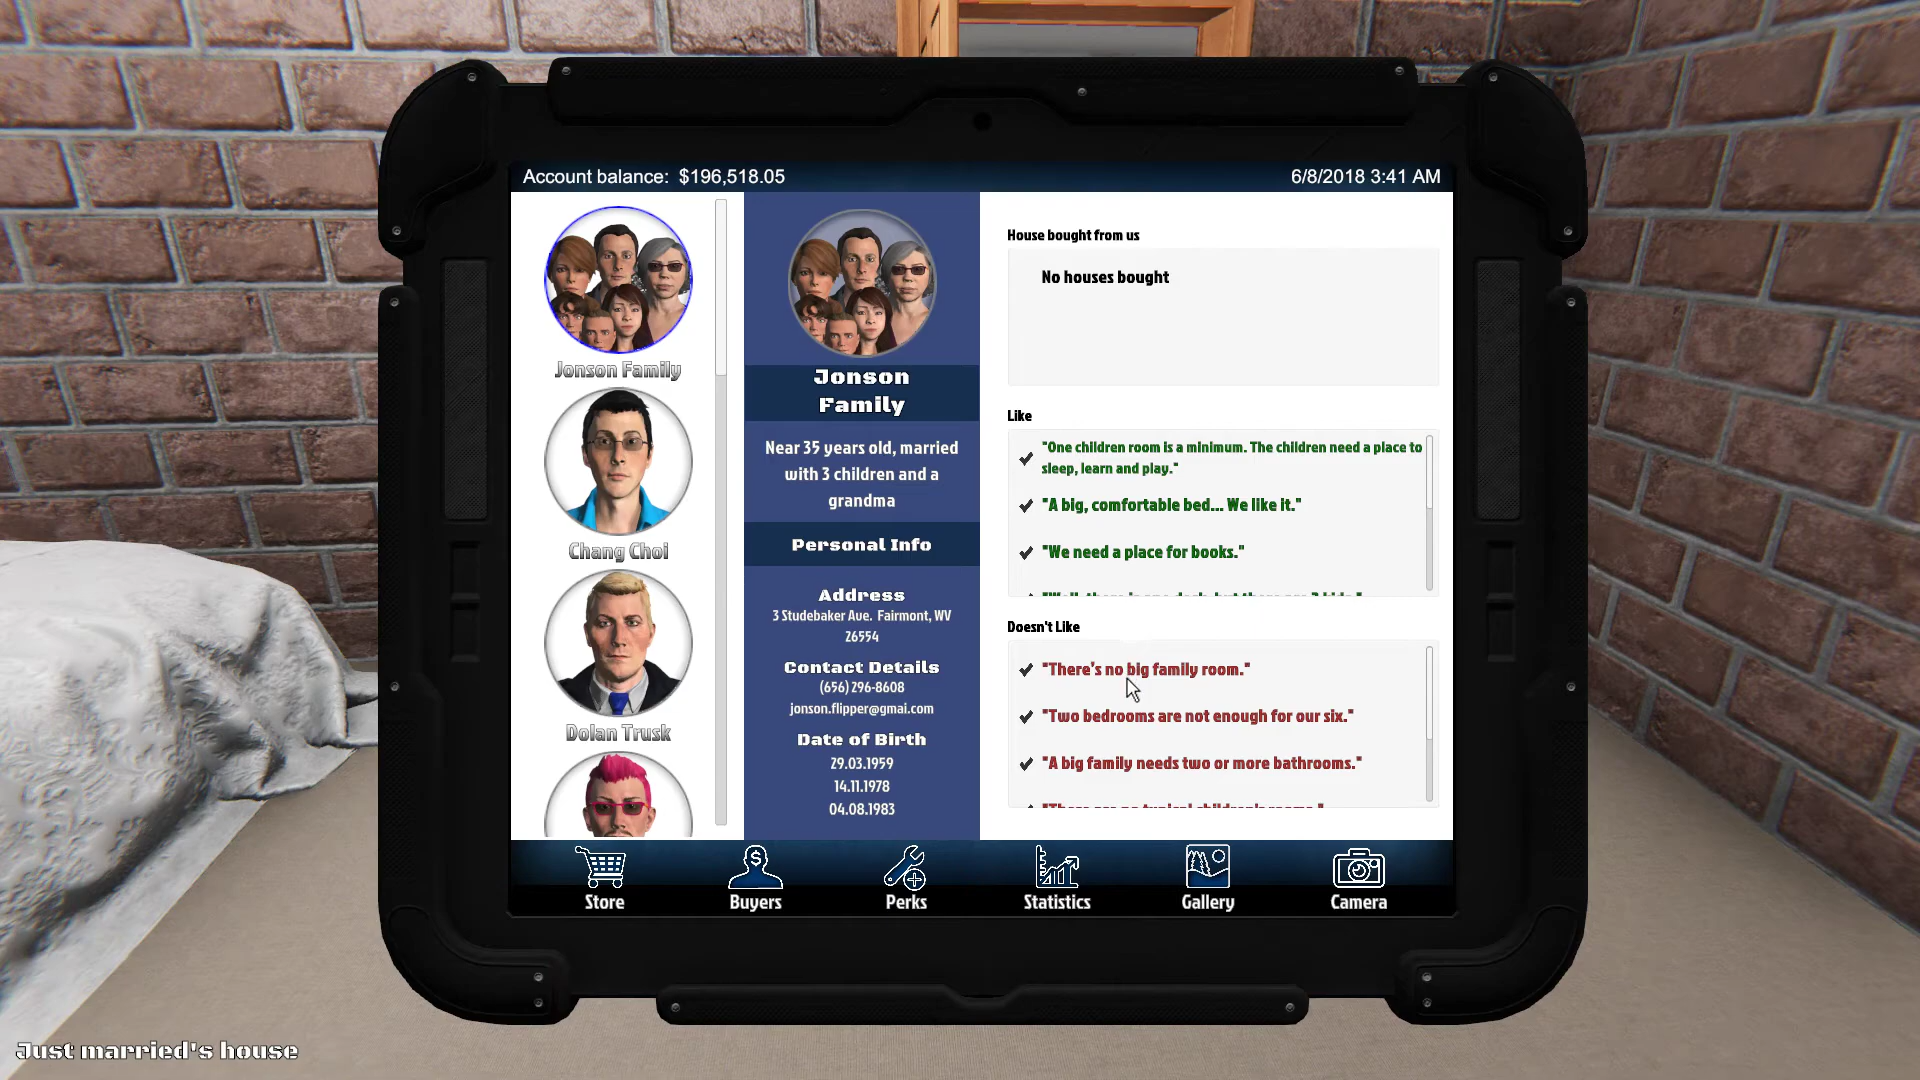 Account balance: $196,518.05
6/8/2018 3:41 AM
Jonson Family
Chang Choi
Dolan Trusk
Jonson
Family
Near 35 years old, married
with 3 children and a
grandma
Personal Info
Address
3 Studebaker Ave. Fairmont, WV
26554
Contact Details
(656) 296-8608
jonson.flipper@gmai.com
Date of Birth
29.03.1959
14.11.1978
04.08.1983
House bought from us
No houses bought
Like
"One children room is a minimum. The children need a place to
sleep, learn and play."
"A big, comfortable bed... We like it."
"We need a place for books."
Doesn't Like
"There's no big family room."
"Two bedrooms are not enough for our six."
"A big family needs two or more bathrooms."
Store
Buyers
Perks
Statistics
Gallery
Camera
Just married's house